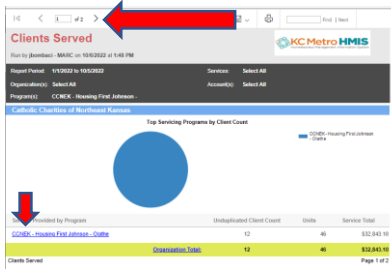 1 of 2
Find | Next
Clients Served
KC Metro HMIS
Run by jbombaci - MARC on 10/6/2022 at 1:48 PM
Report Period: 1/1/2022 to 10/5/2022 Services: Select All
Organization(s): Select All Account(s): Select All
Program(s): CCNEK - Housing First Johnson -
Catholic Charities of Northeast Kansas
Top Servicing Programs by Client Count
CCNEK - Housing First Johnson
- Olathe
Provided by Program Unduplicated Client Count Units Service Total
CCNEK - Housing First Johnson - Olathe 12 46 $32,843.10
Organization Total: 12 46 $32,843.10
Clients Served Page 1 of 2